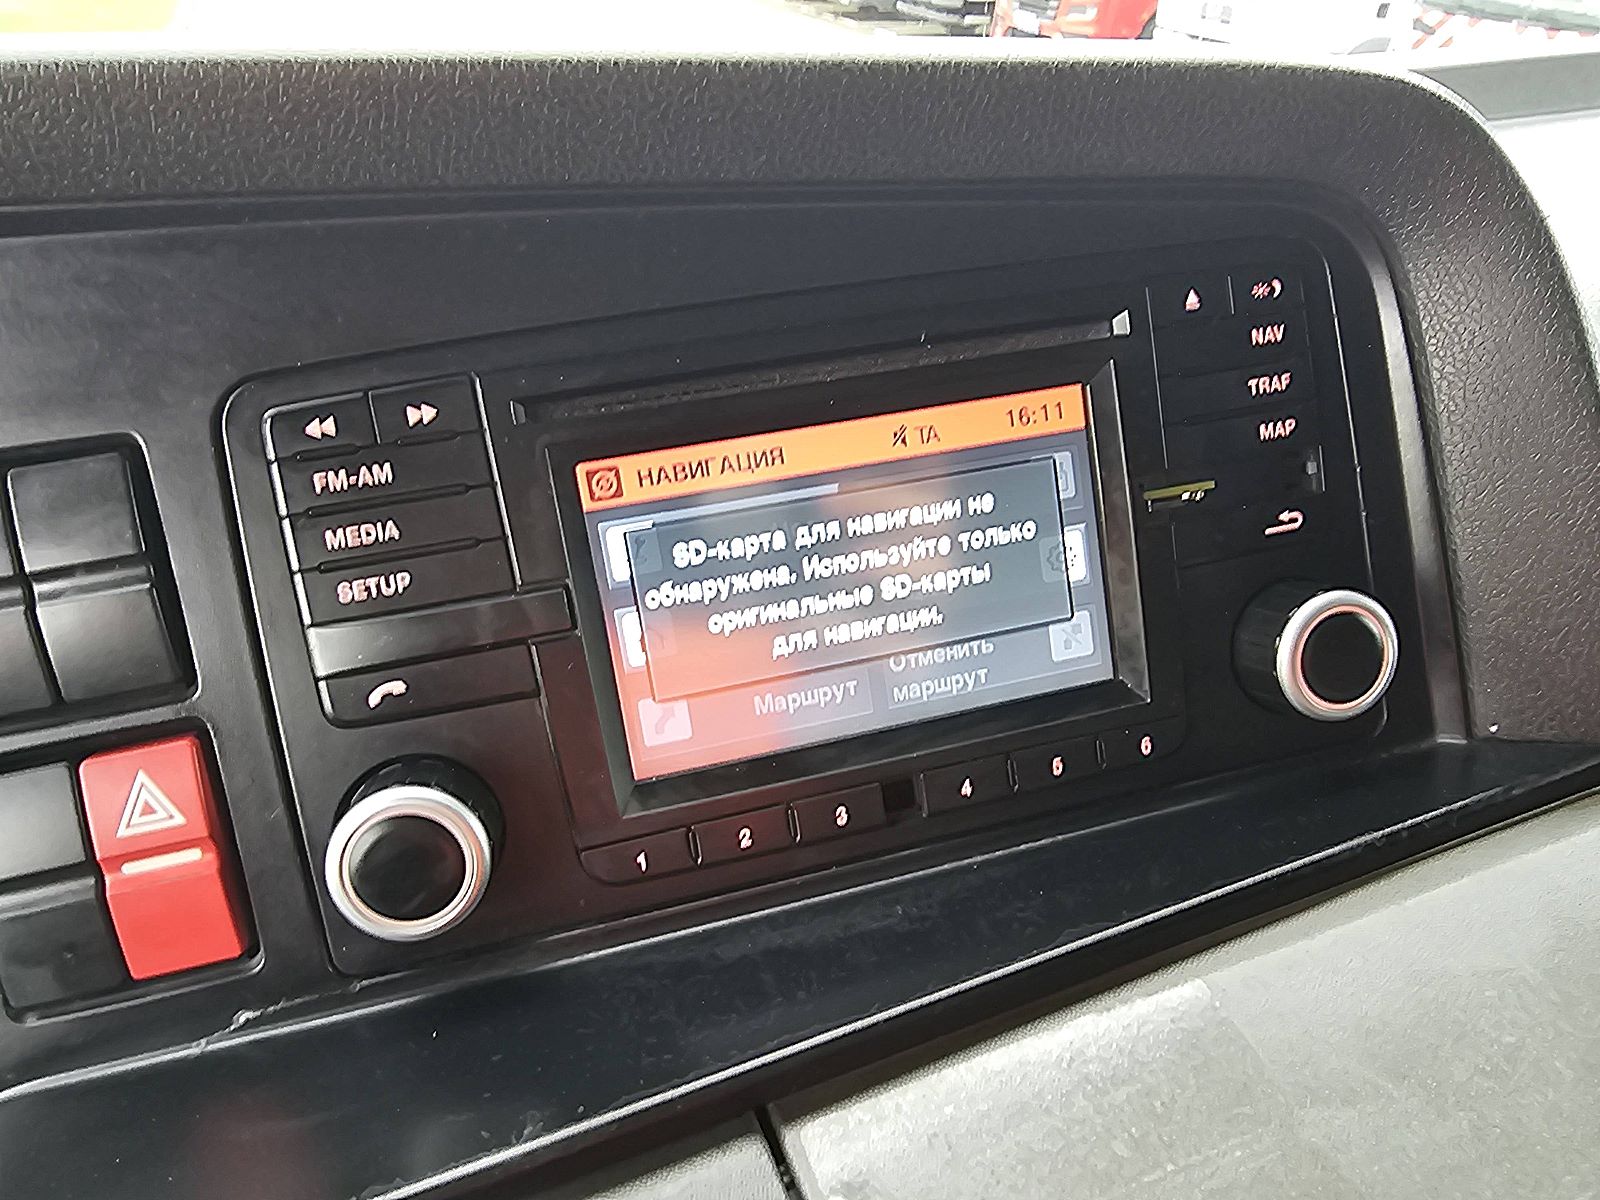 НАВИГАЦИЯ
TA
16:11
SD-карта для навигации не
обнаружена. Используйте только
оригинальные SD-карты
для навигации.
Маршрут
Отменить
маршрут
FM-AM
MEDIA
SETUP
NAV
TRAF
MAP
1
2
3
4
5
6